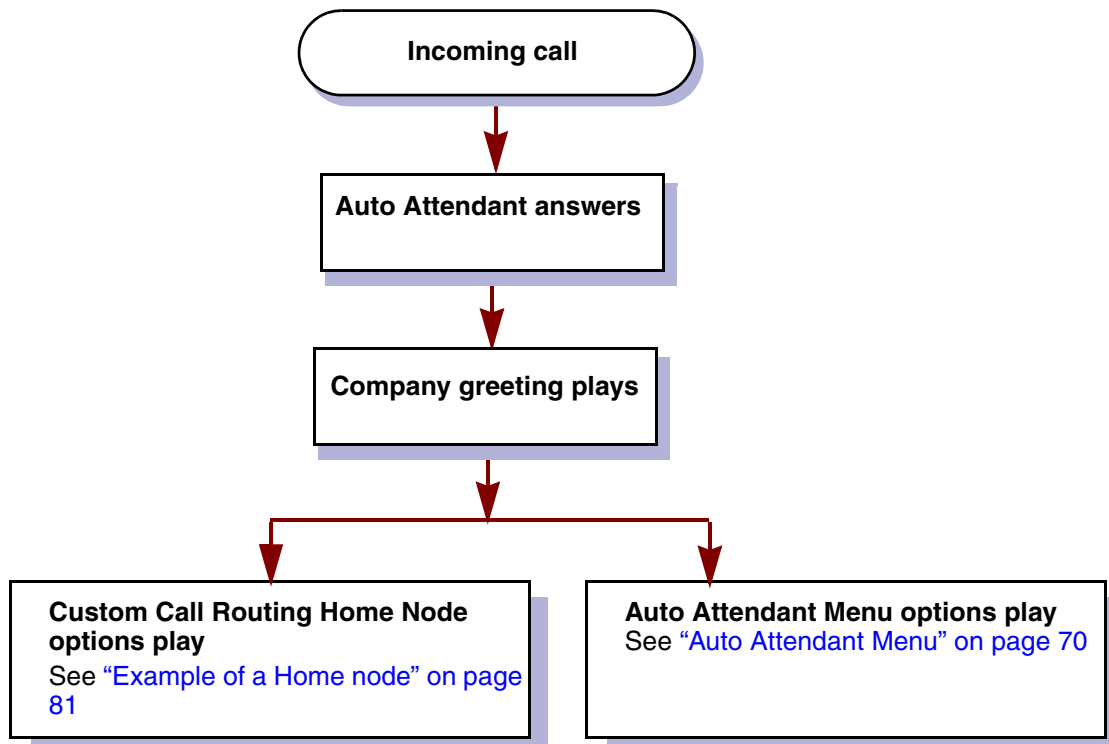 Incoming call
Auto Attendant answers
Company greeting plays
Custom Call Routing Home Node
options play
See “Example of a Home node” on page
81
Auto Attendant Menu options play
See “Auto Attendant Menu” on page 70